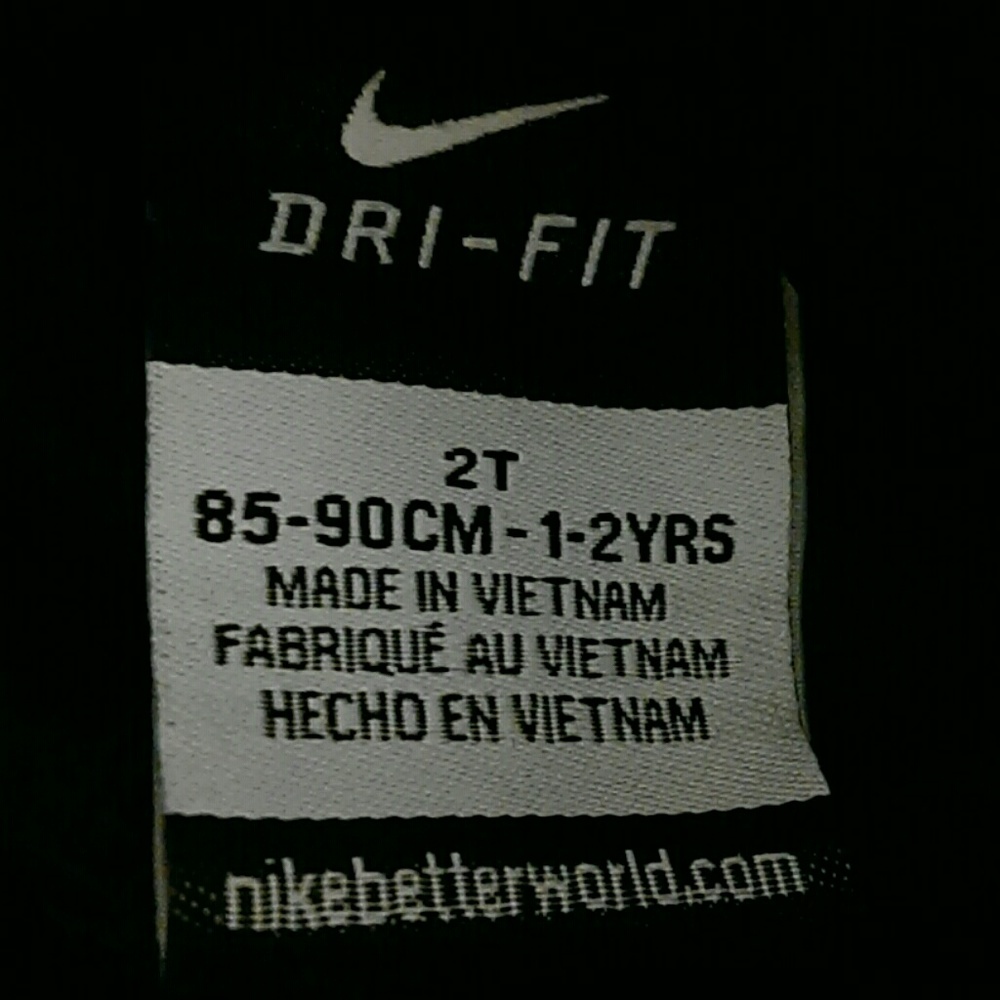 DRI-FIT
2T
85-90CM-1-2YRS
MADE IN VIETNAM
FABRIQUÉ AU VIETNAM
HECHO EN VIETNAM
nikebetterworld.com